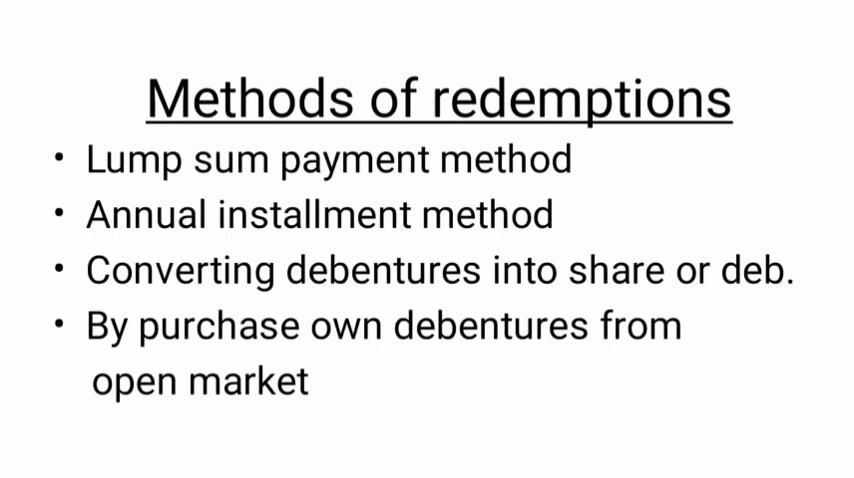 Methods of redemptions
• Lump sum payment method
• Annual installment method
• Converting debentures into share or deb.
• By purchase own debentures from
open market